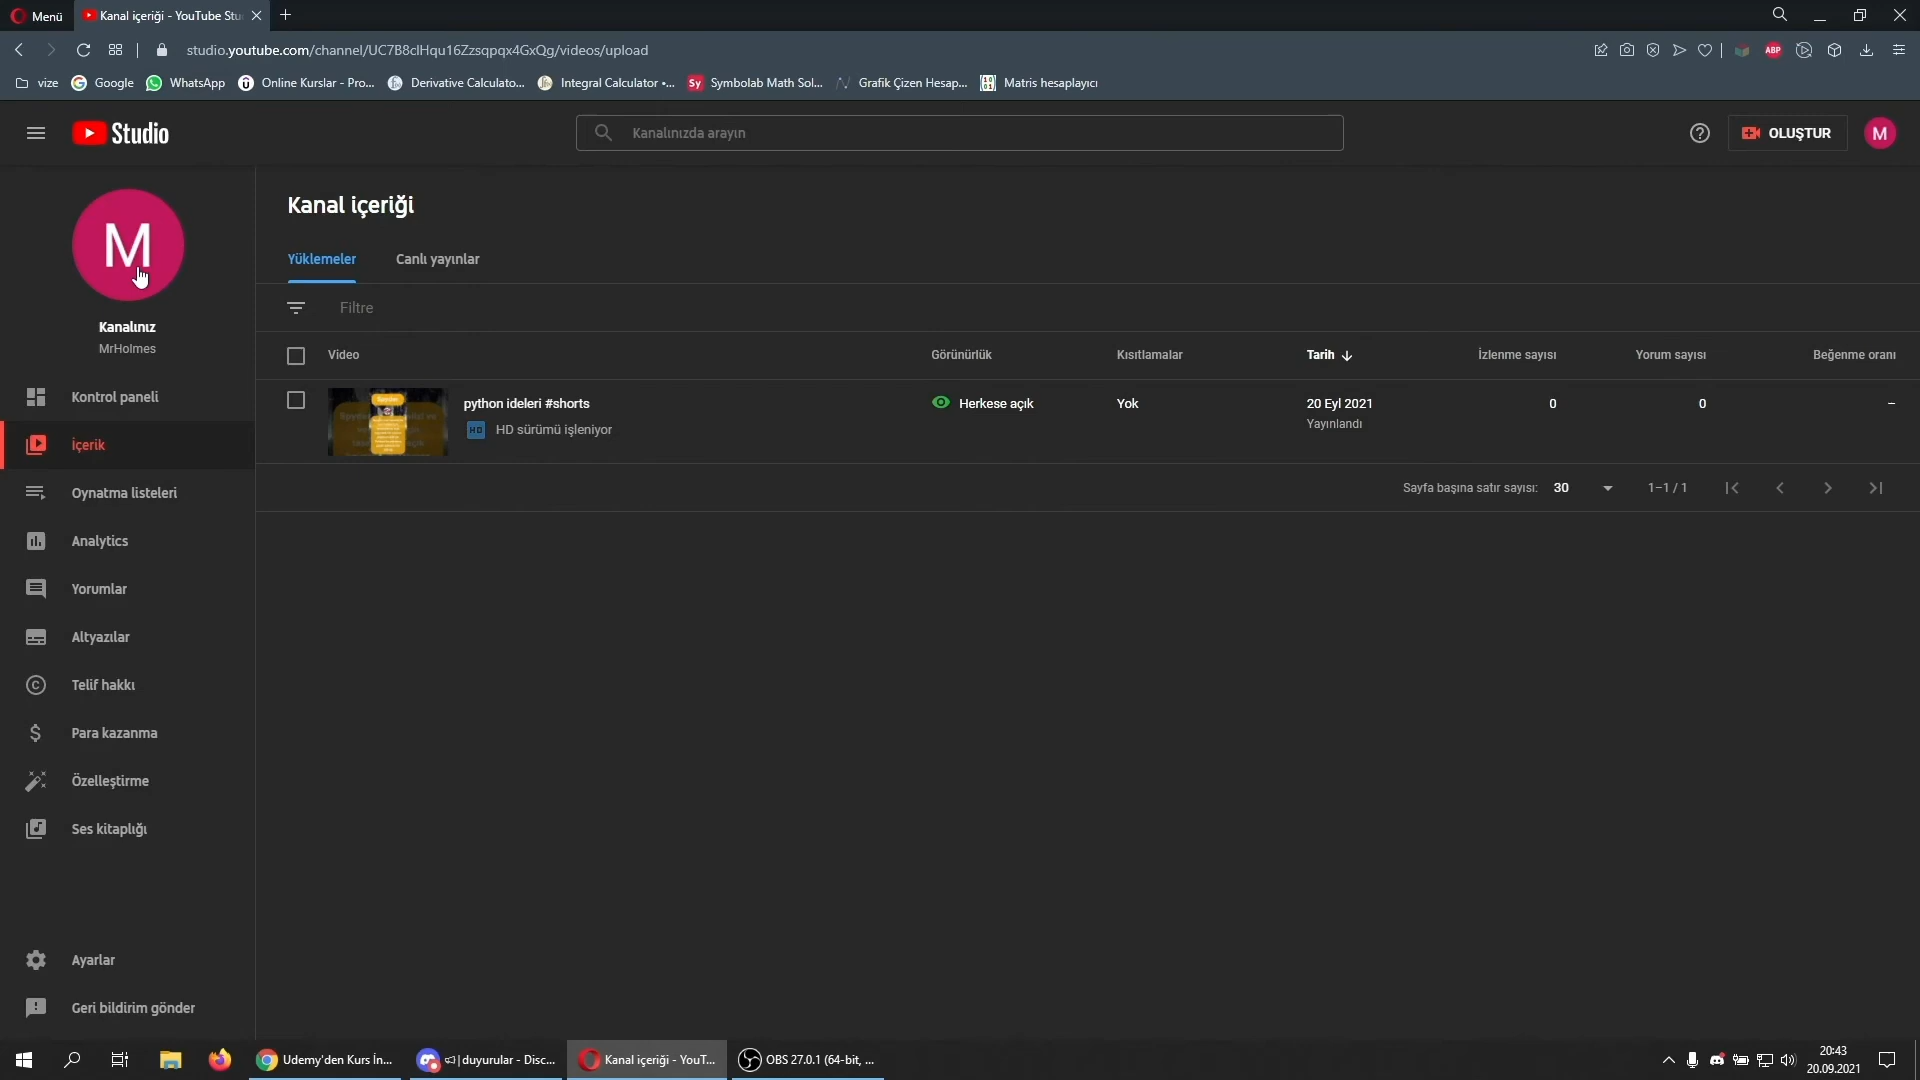 Menü
Kanal içeriği - YouTube Stu
studio.youtube.com/channel/UC7B8clHqu16Zzsqpqx4GxQg/videos/upload
ABP
vize
Google
WhatsApp
Online Kurslar - Pro...
Derivative Calculato...
Integral Calculator •...
Sy Symbolab Math Sol...
Grafik Çizen Hesap...
Matris hesaplayıcı
Studio
Kanalınızda arayın
OLUŞTUR
M
M
Kanalınız
MrHolmes
Kontrol paneli
İçerik
Oynatma listeleri
Analytics
Yorumlar
Altyazılar
Telif hakkı
Para kazanma
Özelleştirme
Ses kitaplığı
Ayarlar
Geri bildirim gönder
Kanal içeriği
Yüklemeler
Canlı yayınlar
Filtre
Video
Görünürlük
Kısıtlamalar
Tarih
İzlenme sayısı
Yorum sayısı
Beğenme oranı
python ideleri #shorts
HD HD sürümü işleniyor
Herkese açık
Yok
20 Eyl 2021
Yayınlandı
0
0
–
Sayfa başına satır sayısı: 30
1–1 / 1
Udemy'den Kurs İn...
|duyurular - Disc...
Kanal içeriği - YouT...
OBS 27.0.1 (64-bit, ...
20:43
20.09.2021